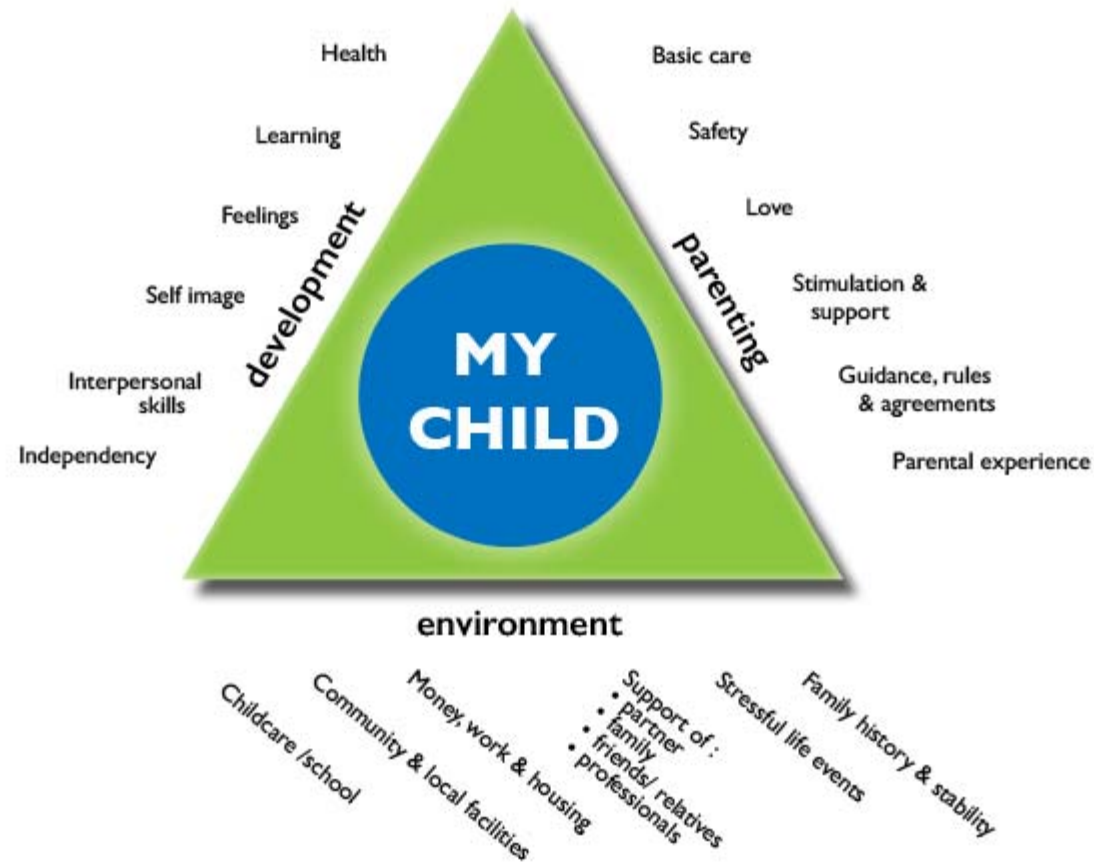 Health
Learning
Feelings
Self image
Interpersonal
skills
Independency
development
MY
CHILD
parenting
Basic care
Safety
Love
Stimulation &
support
Guidance, rules
& agreements
Parental experience
environment
Childcare /school
Community & local facilities
Money, work & housing
Support of :
• partner
• family
• friends/ relatives
• professionals
Stressful life events
Family history & stability